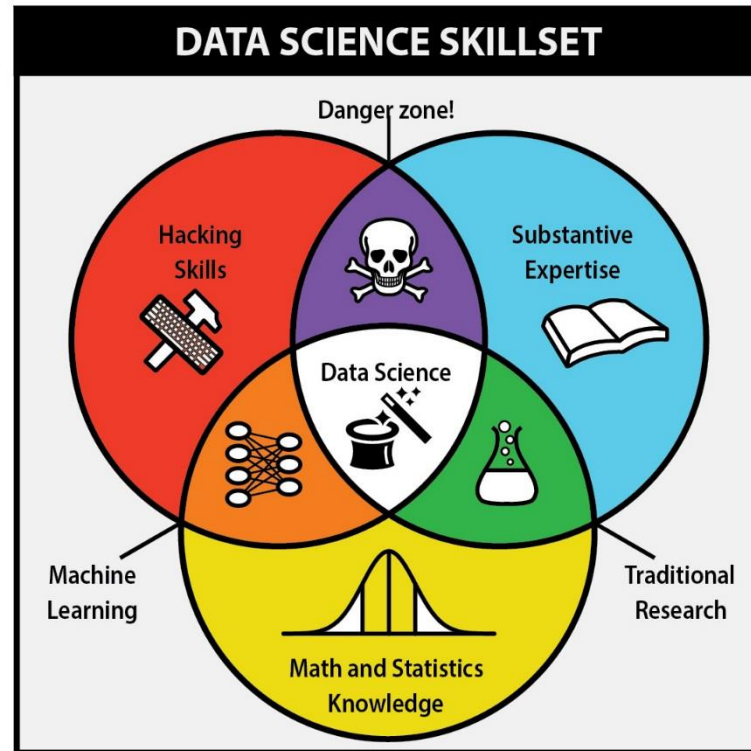 DATA SCIENCE SKILLSET
Danger zone!
Hacking
Skills
Substantive
Expertise
Data Science
Machine
Learning
Traditional
Research
Math and Statistics
Knowledge